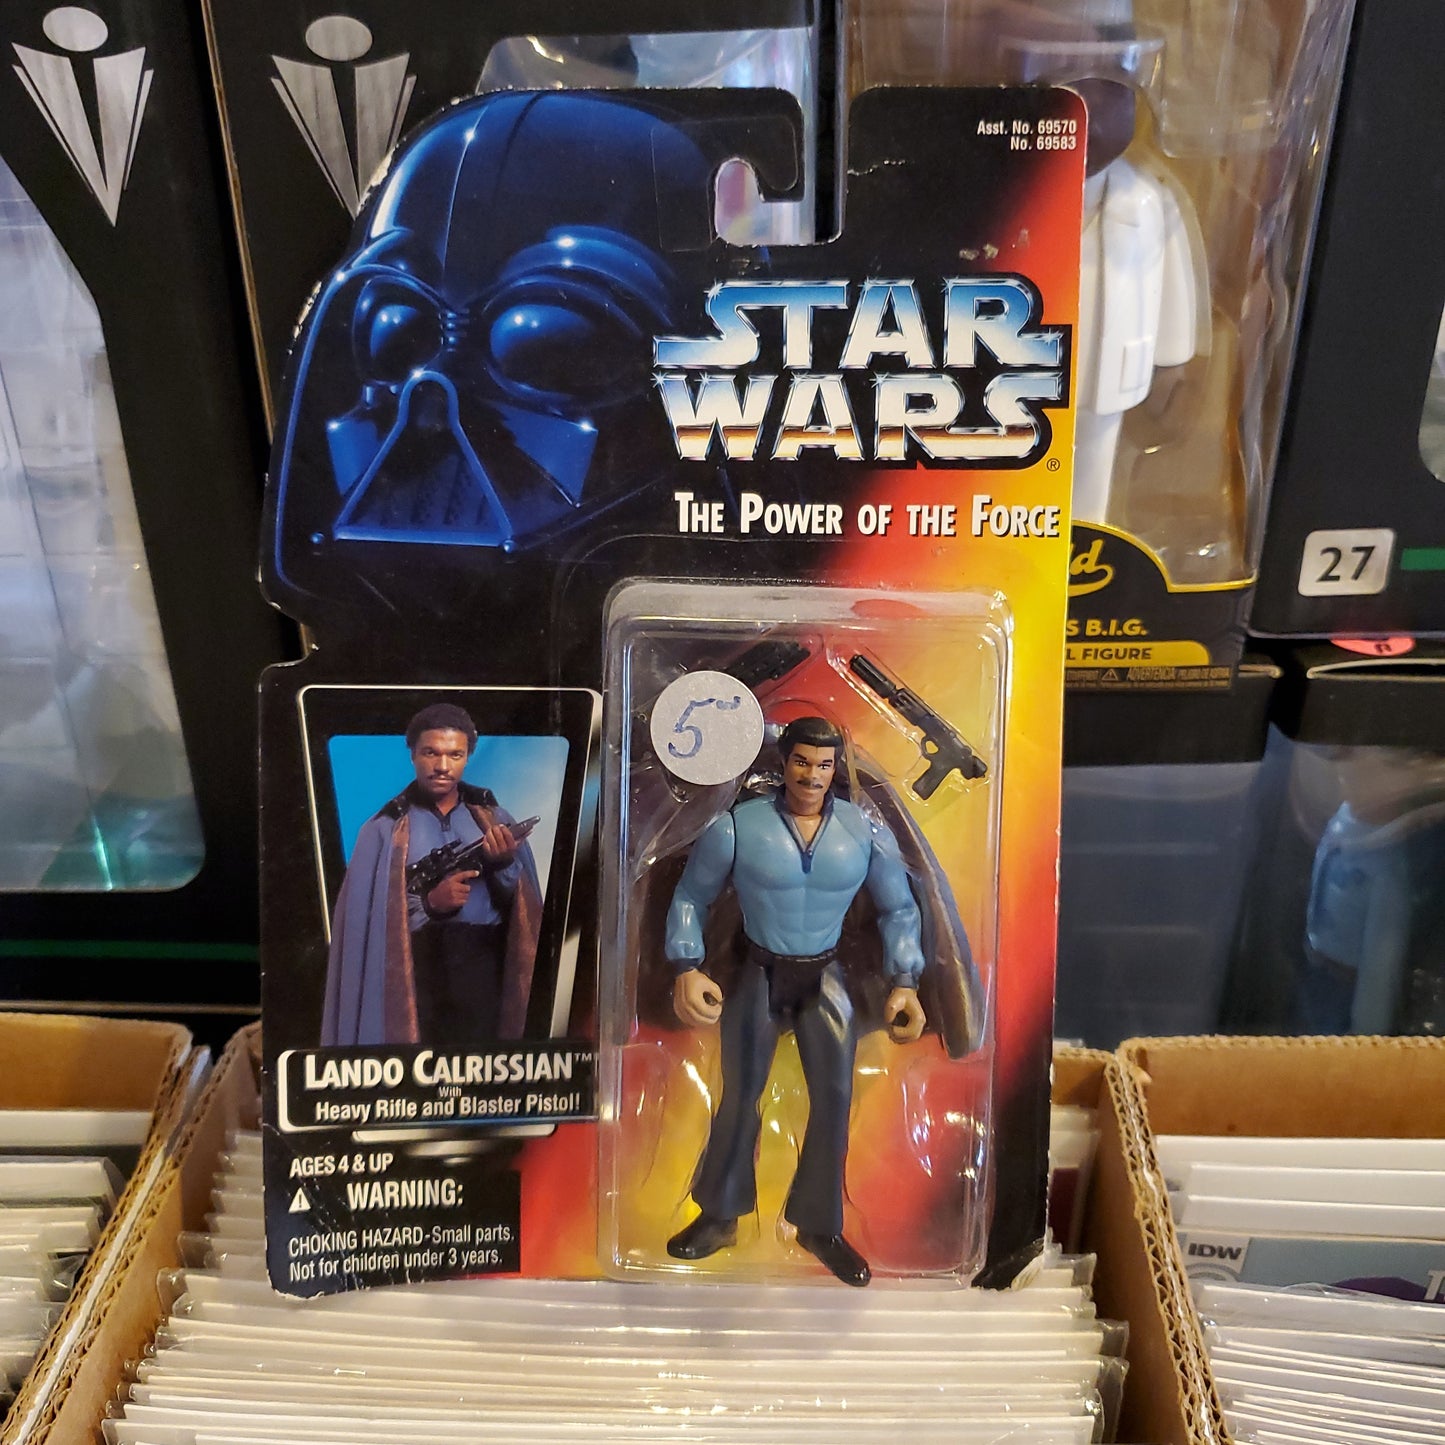 Asst. No. 69570
No. 69583
STAR
WARS®
THE POWER OF THE FORCE
27
S B.I.G.
L FIGURE
5
LANDO CALRISSIAN™
With
Heavy Rifle and Blaster Pistol!
AGES 4 & UP
WARNING:
CHOKING HAZARD-Small parts.
Not for children under 3 years.
IDW